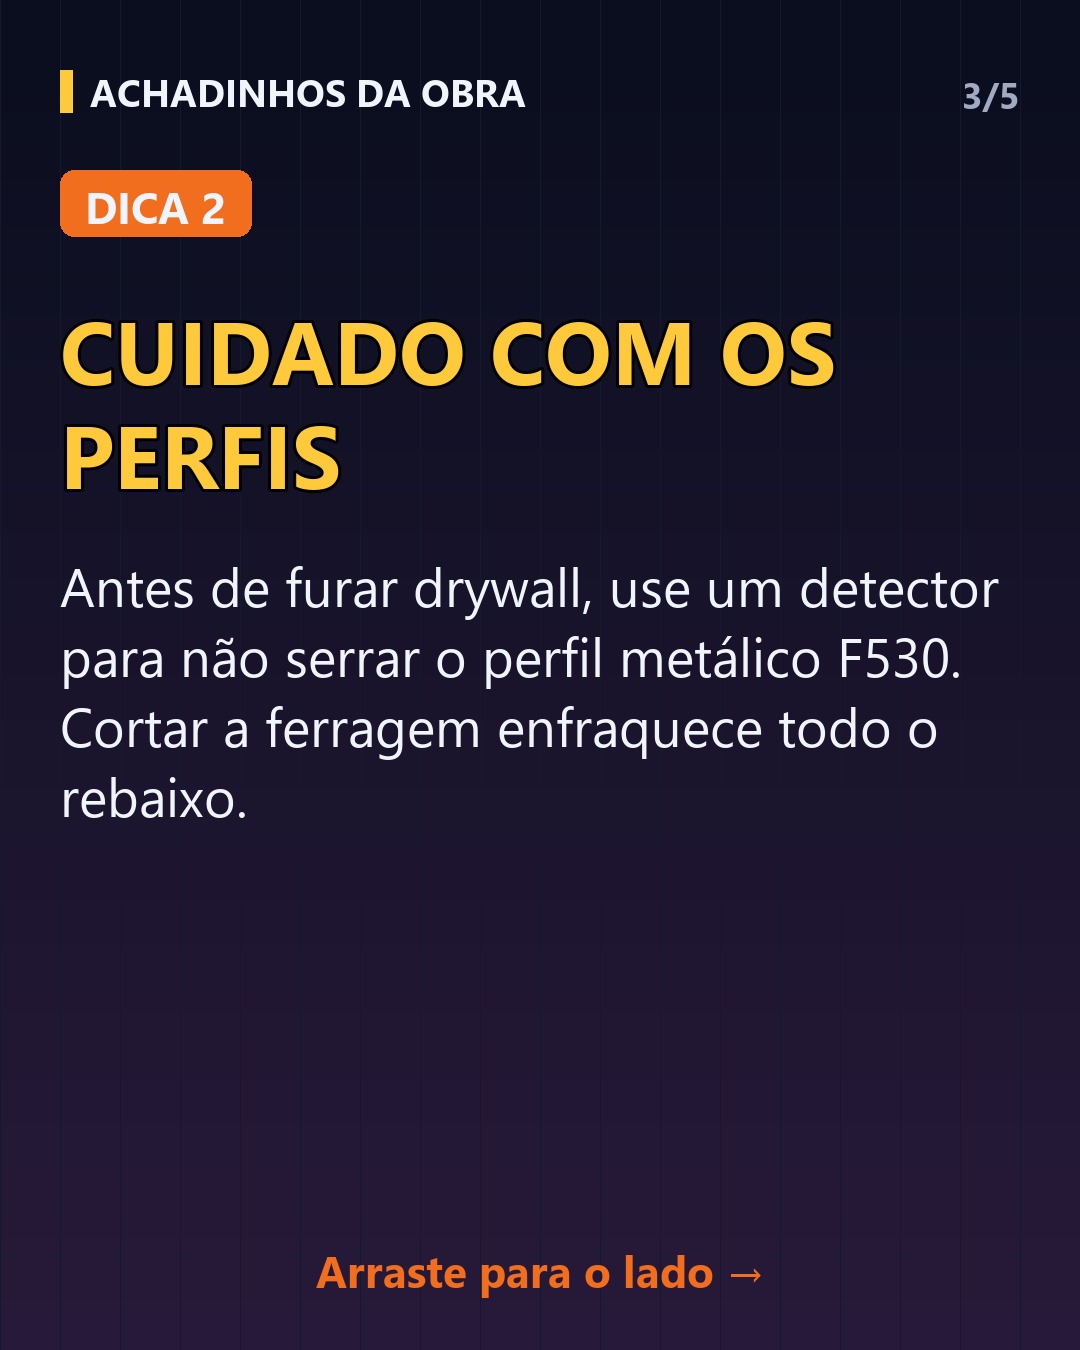 ACHADINHOS DA OBRA
3/5
DICA 2
CUIDADO COM OS
PERFIS
Antes de furar drywall, use um detector
para não serrar o perfil metálico F530.
Cortar a ferragem enfraquece todo o
rebaixo.
Arraste para o lado →